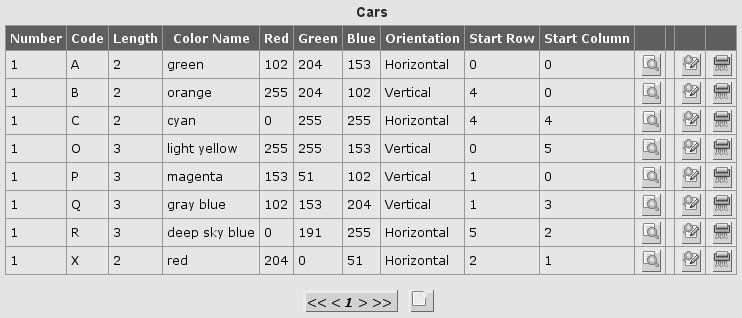 Cars
Number Code Length Color Name Red Green Blue Orientation Start Row Start Column
1 A 2 green 102 204 153 Horizontal 0 0
1 B 2 orange 255 204 102 Vertical 4 0
1 C 2 cyan 0 255 255 Horizontal 4 4
1 O 3 light yellow 255 255 153 Vertical 0 5
1 P 3 magenta 153 51 102 Vertical 1 0
1 Q 3 gray blue 102 153 204 Vertical 1 3
1 R 3 deep sky blue 0 191 255 Horizontal 5 2
1 X 2 red 204 0 51 Horizontal 2 1
<< < 1 > >>